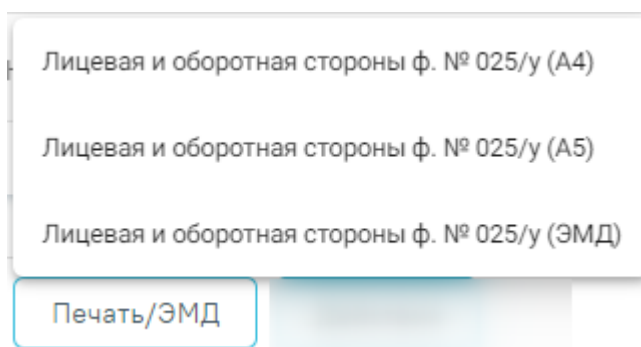 Лицевая и оборотная стороны ф. № 025/у (А4)
Лицевая и оборотная стороны ф. № 025/у (А5)
Лицевая и оборотная стороны ф. № 025/у (ЭМД)
Печать/ЭМД